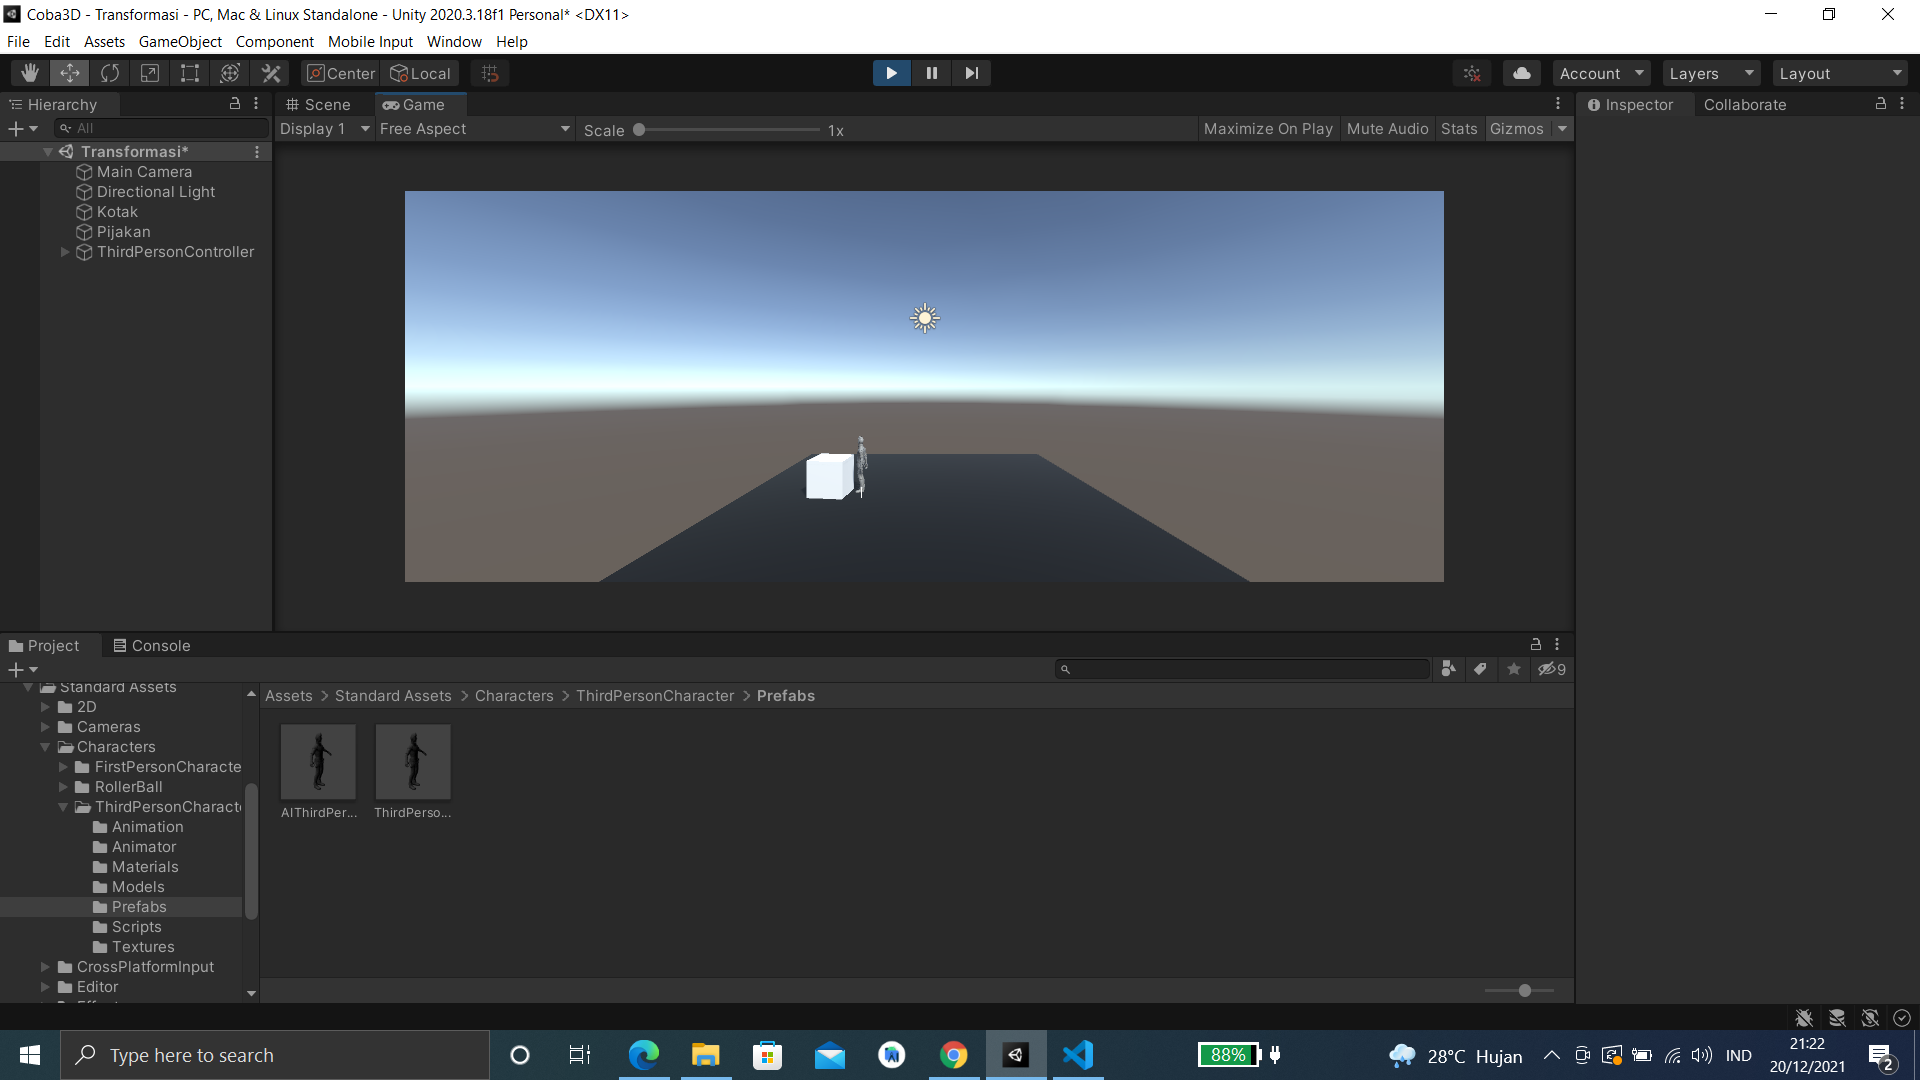 Coba3D - Transformasi - PC, Mac & Linux Standalone - Unity 2020.3.18f1 Personal* <DX11>
File Edit Assets GameObject Component Mobile Input Window Help
Center Local Account Layers Layout
Hierarchy
All
Transformasi*
Main Camera
Directional Light
Kotak
Pijakan
ThirdPersonController
Scene Game
Display 1 Free Aspect Scale 1x Maximize On Play Mute Audio Stats Gizmos
Inspector Collaborate
Project Console
9
Standard Assets
2D
Cameras
Characters
FirstPersonCharacte
RollerBall
ThirdPersonCharact
Animation
Animator
Materials
Models
Prefabs
Scripts
Textures
CrossPlatformInput
Editor
Assets > Standard Assets > Characters > ThirdPersonCharacter > Prefabs
AIThirdPer... ThirdPerso...
Type here to search
88%
28°C Hujan
IND
21:22
20/12/2021
2